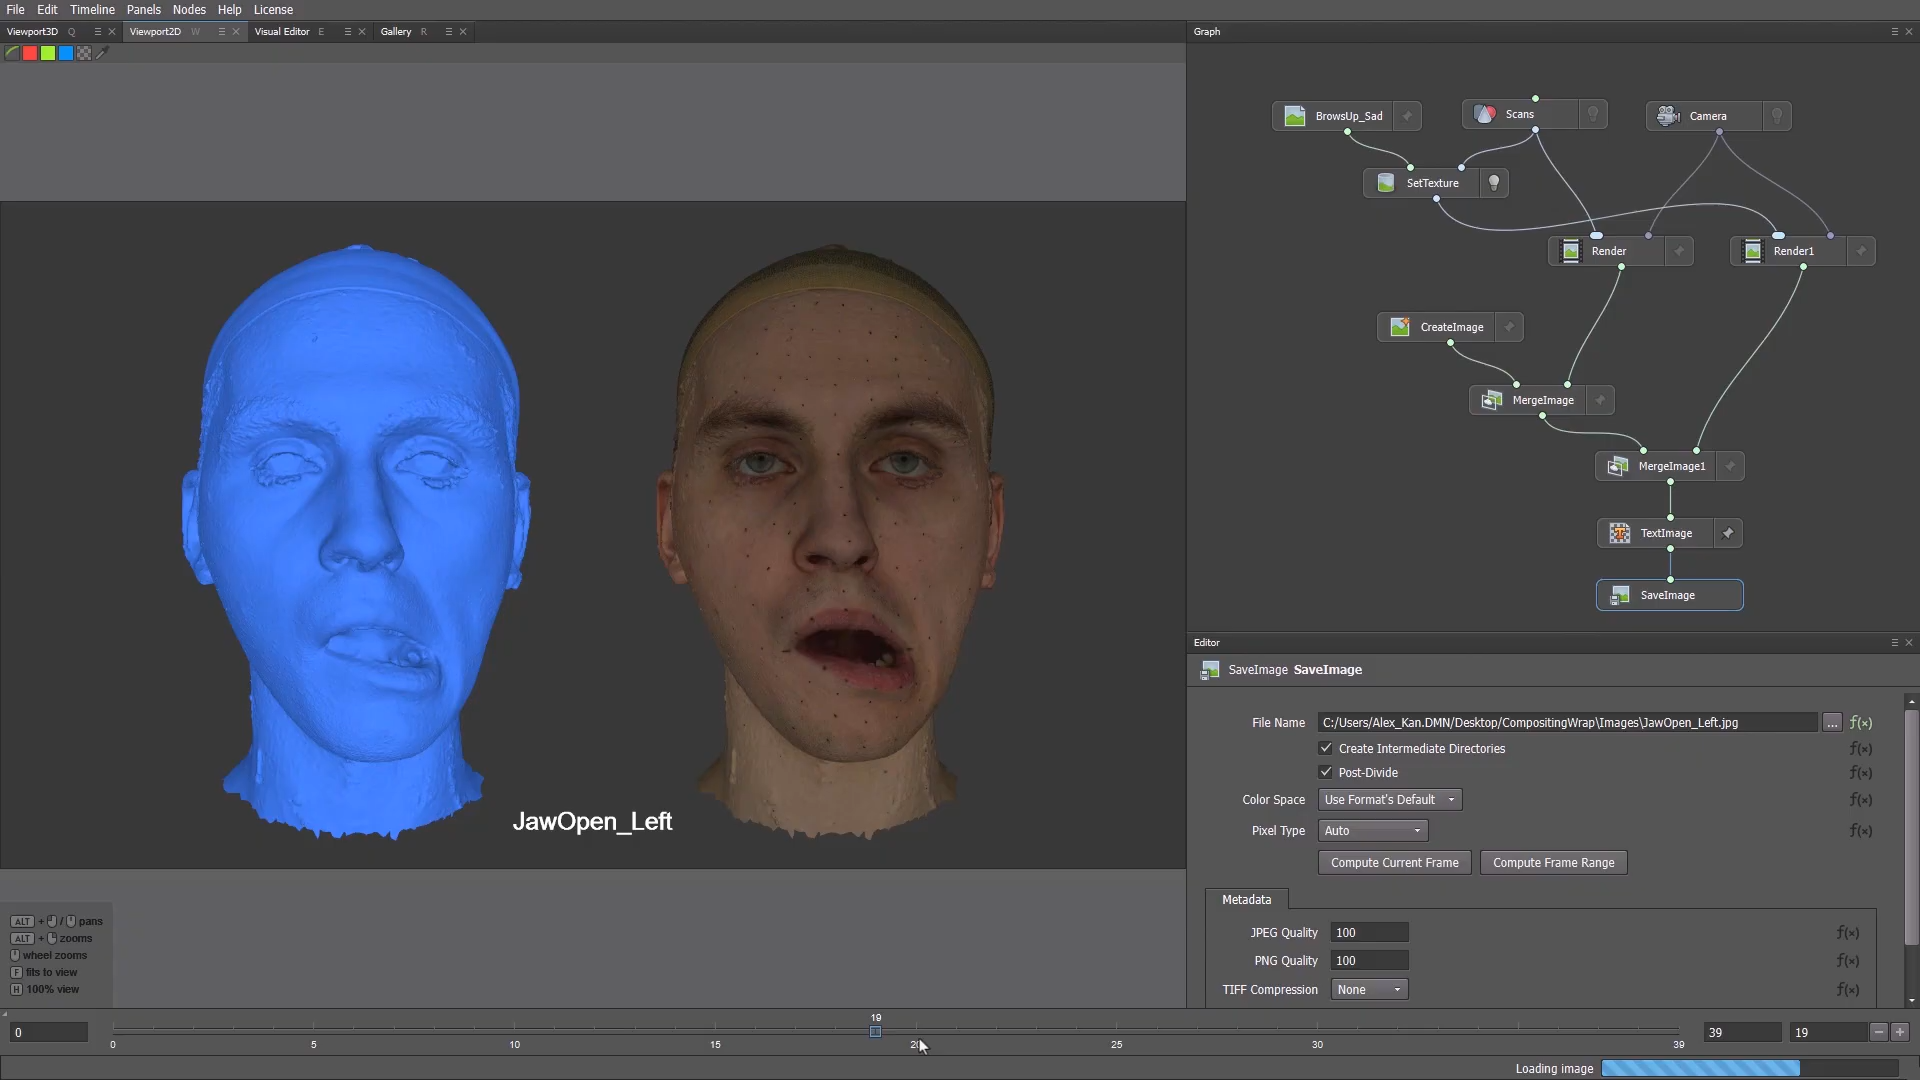 File Edit Timeline Panels Nodes Help License
Viewport3D Q Viewport2D W Visual Editor E Gallery R
Graph
BrowsUp_Sad
Scans
Camera
SetTexture
Render
Render1
CreateImage
MergeImage
MergeImage1
TextImage
SaveImage
JawOpen_Left
Editor
SaveImage SaveImage
File Name C:/Users/Alex_Kan.DMN/Desktop/CompositingWrap\Images\JawOpen_Left.jpg ... f(x)
Create Intermediate Directories f(x)
Post-Divide f(x)
Color Space Use Format's Default f(x)
Pixel Type Auto f(x)
Compute Current Frame Compute Frame Range
Metadata
JPEG Quality 100 f(x)
PNG Quality 100 f(x)
TIFF Compression None f(x)
ALT + / pans
ALT + zooms
wheel zooms
F fits to view
H 100% view
19
0 39 19
0 5 10 15 20 25 30 39
Loading image